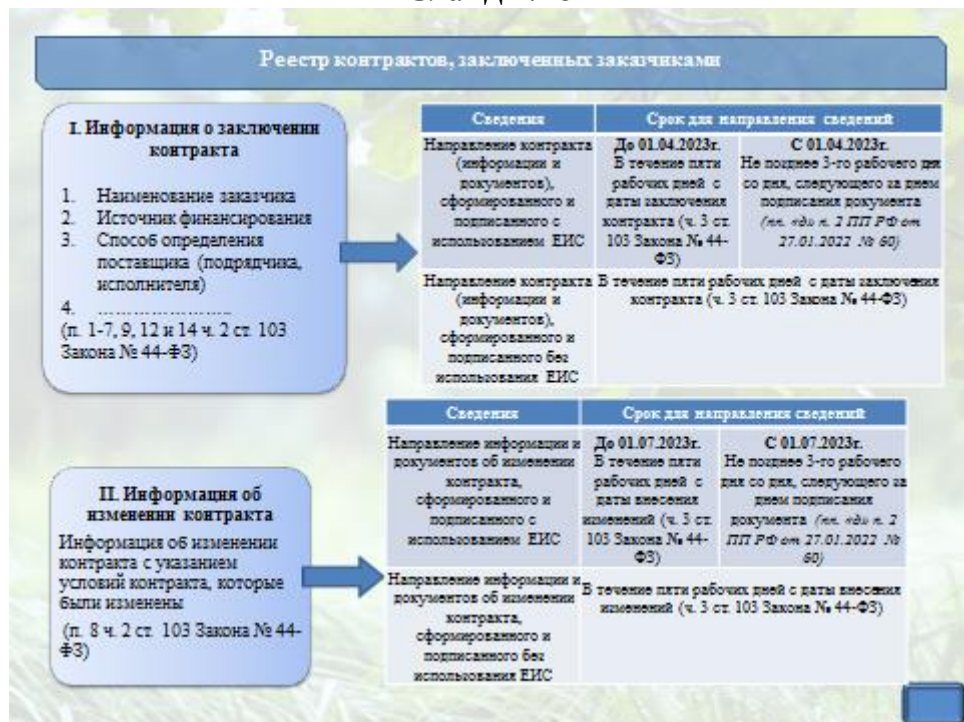 Реестр контрактов, заключенных заказчиками
I. Информация о заключении
контракта
1. Наименование заказчика
2. Источник финансирования
3. Способ определения
поставщика (подрядчика,
исполнителя)
4. …………………..
(п. 1-7, 9, 12 и 14 ч. 2 ст. 103
Закона № 44-ФЗ)
Сведения
Срок для направления сведений
Направление контракта
(информации и
документов),
сформированного и
подписанного с
использованием ЕИС
До 01.04.2023г.
В течение пяти
рабочих дней с
даты заключения
контракта (ч. 3 ст.
103 Закона № 44-
ФЗ)
С 01.04.2023г.
Не позднее 3-го рабочего дня
со дня, следующего за днем
подписания документа
(пп. «д» п. 2 ПП РФ от
27.01.2022 № 60)
Направление контракта
(информации и
документов),
сформированного и
подписанного без
использования ЕИС
В течение пяти рабочих дней с даты заключения
контракта (ч. 3 ст. 103 Закона № 44-ФЗ)
II. Информация об
изменении контракта
Информация об изменении
контракта с указанием
условий контракта, которые
были изменены
(п. 8 ч. 2 ст. 103 Закона № 44-
ФЗ)
Сведения
Срок для направления сведений
Направление информации и
документов об изменении
контракта,
сформированного и
подписанного с
использованием ЕИС
До 01.07.2023г.
В течение пяти
рабочих дней с
даты внесения
изменений (ч. 3 ст.
103 Закона № 44-
ФЗ)
С 01.07.2023г.
Не позднее 3-го рабочего
дня со дня, следующего за
днем подписания
документа (пп. «д» п. 2
ПП РФ от 27.01.2022 №
60)
Направление информации и
документов об изменении
контракта,
сформированного и
подписанного без
использования ЕИС
В течение пяти рабочих дней с даты внесения
изменений (ч. 3 ст. 103 Закона № 44-ФЗ)